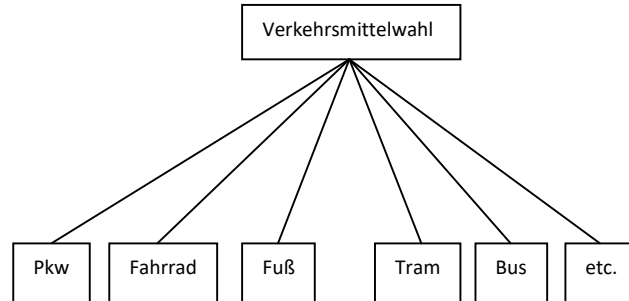 Verkehrsmittelwahl
Pkw
Fahrrad
Fuß
Tram
Bus
etc.